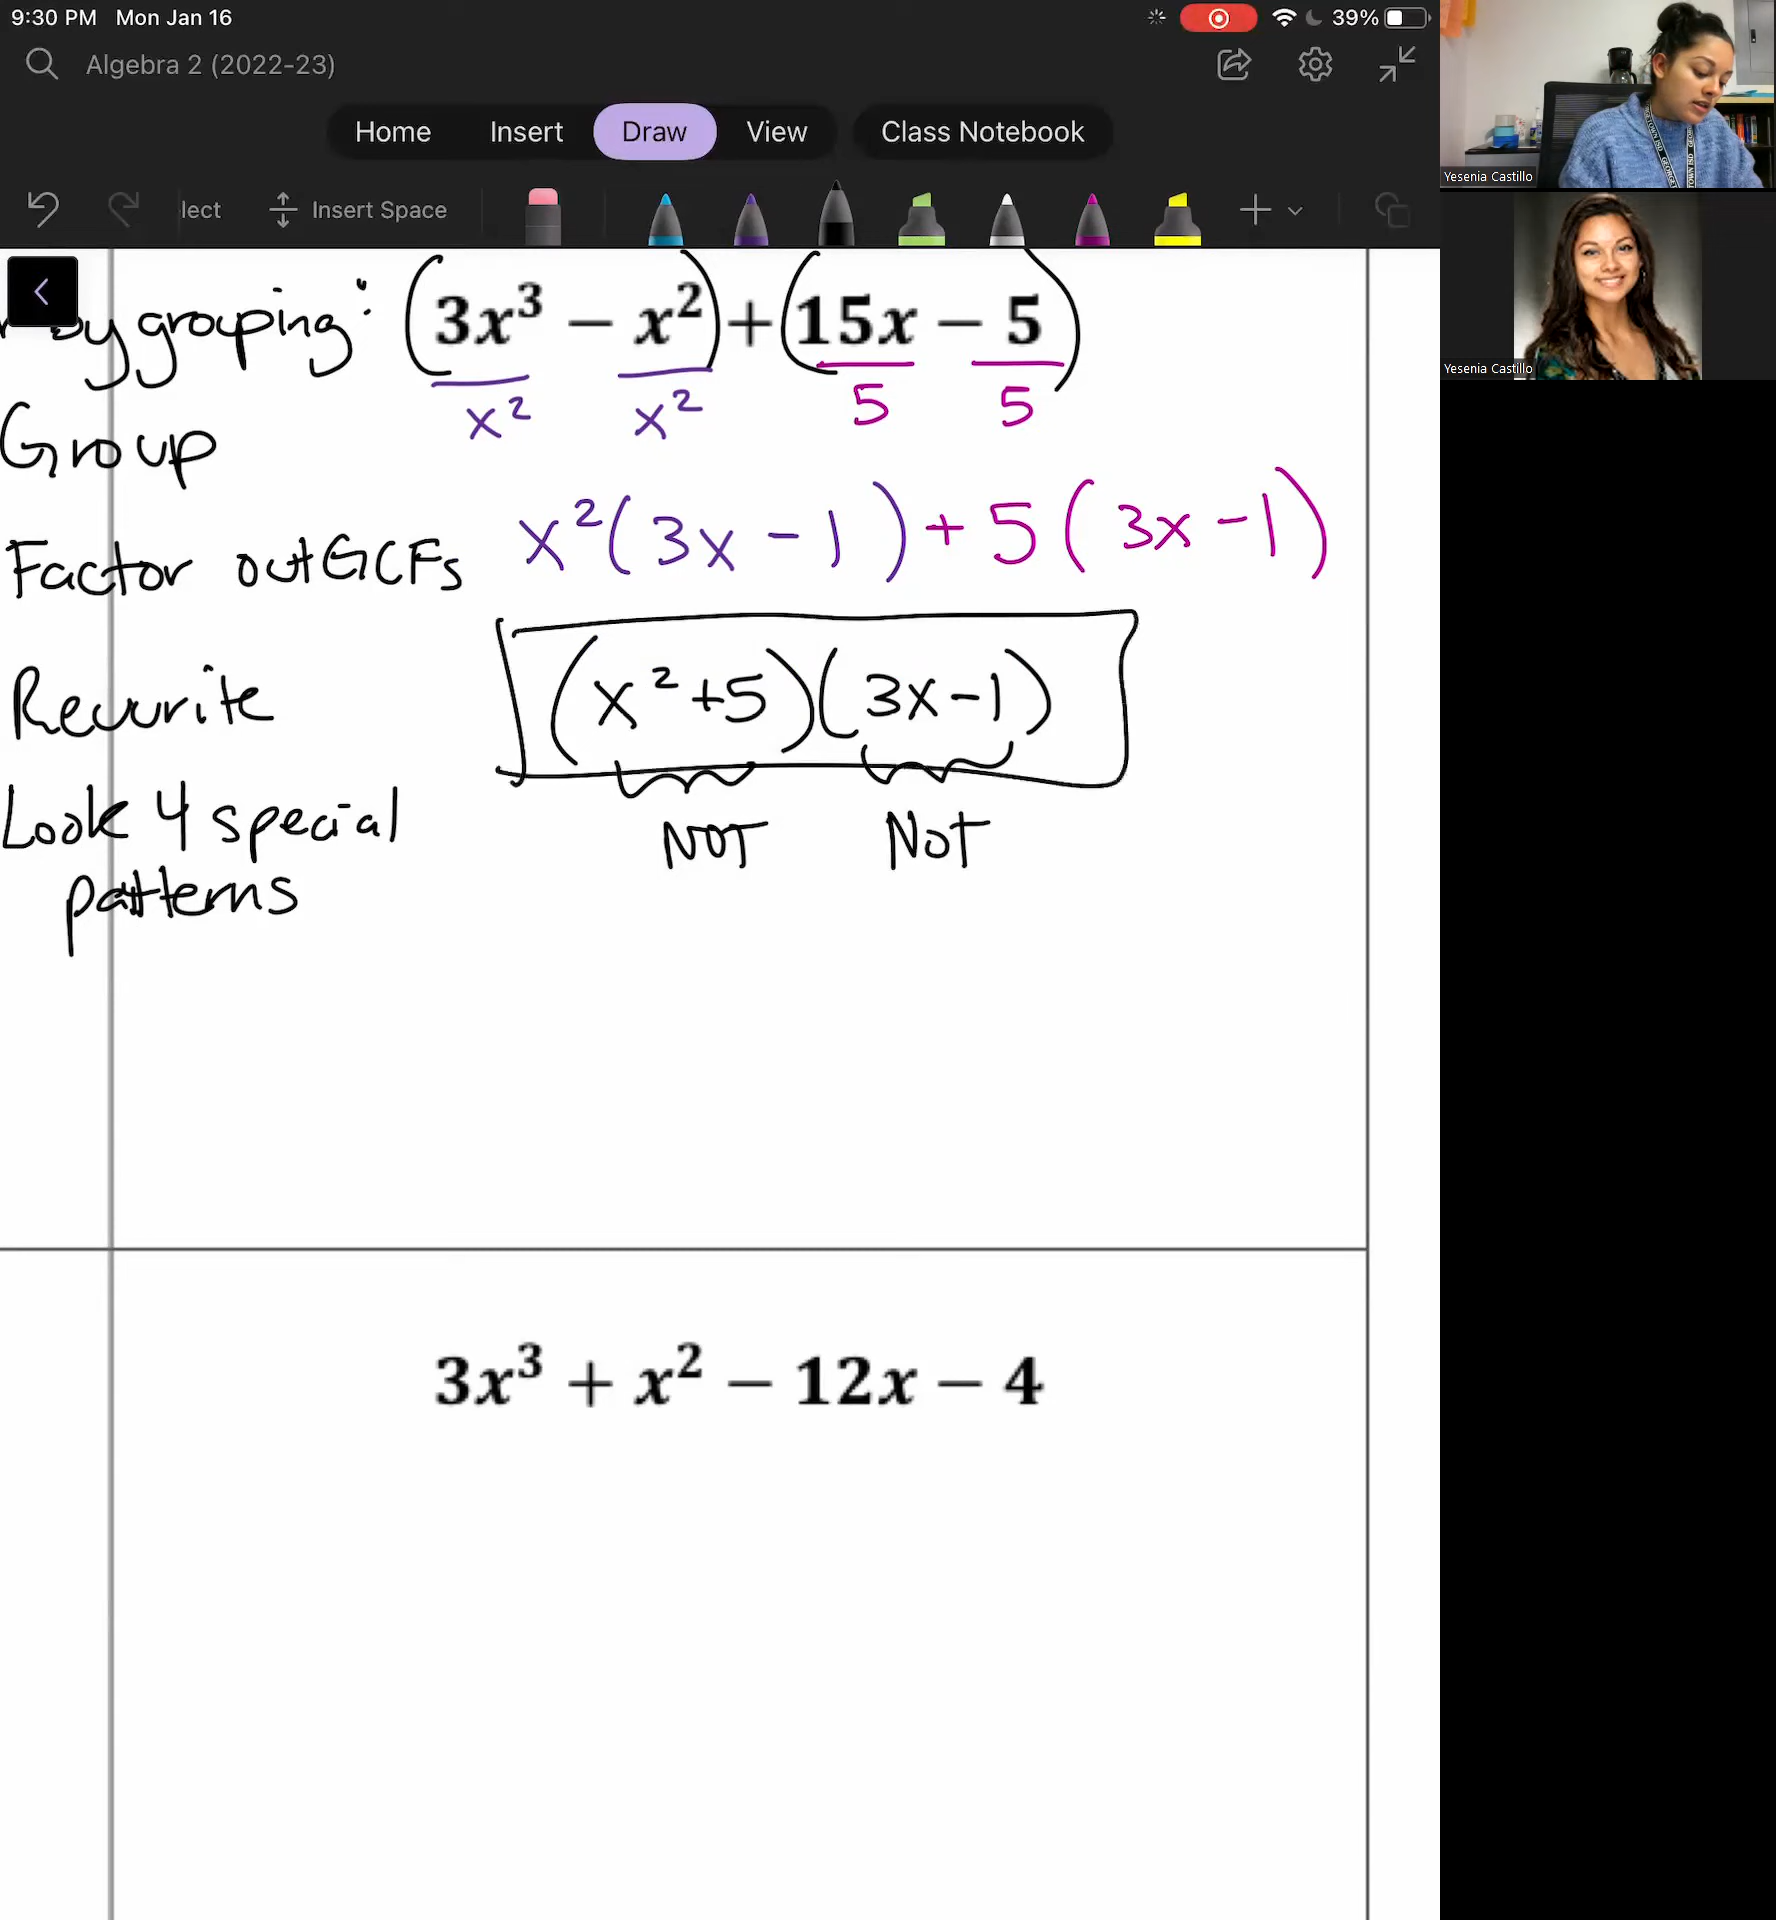 9:30 PM Mon Jan 16
39%
Algebra 2 (2022-23)
Home Insert Draw View Class Notebook
lect Insert Space
Yesenia Castillo
Yesenia Castillo
by grouping: (3x³ − x²) + (15x − 5)
x² x² 5 5
Group
x²(3x − 1) + 5(3x − 1)
Factor out GCFs
(x² + 5)(3x − 1)
Rewrite
NOT NOT
Look 4 special
patterns
3x³ + x² − 12x − 4